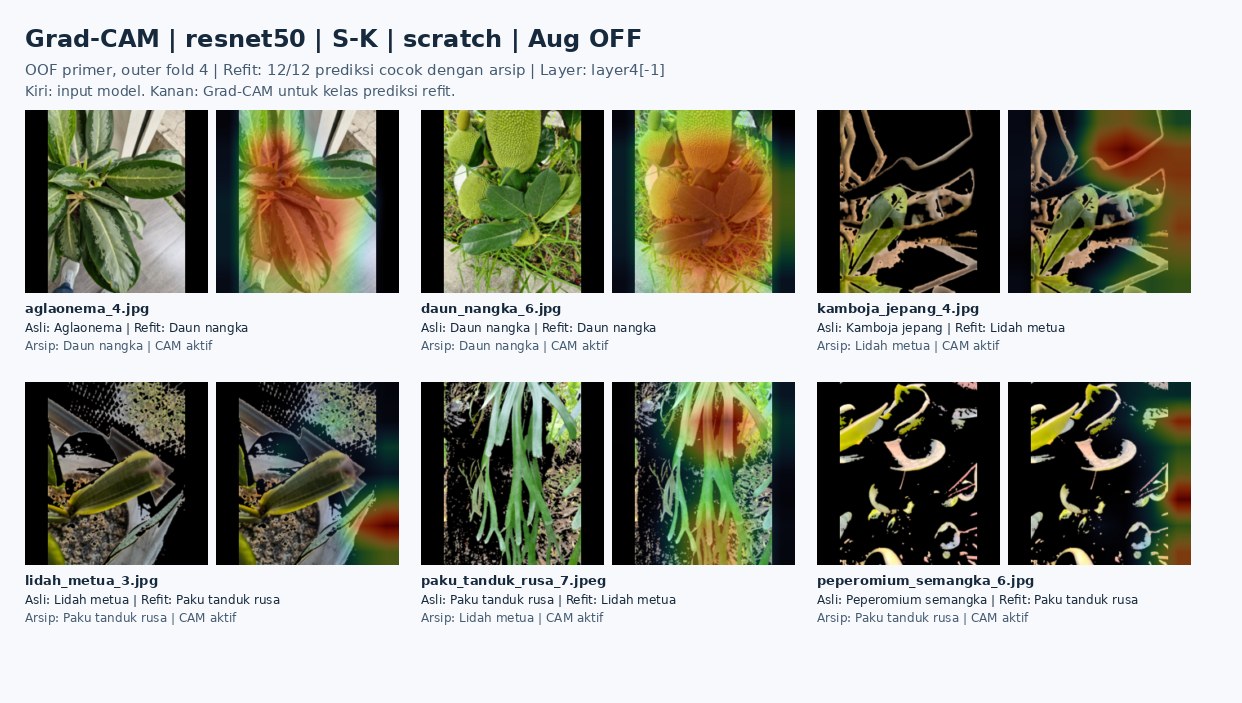 Grad-CAM | resnet50 | S-K | scratch | Aug OFF
OOF primer, outer fold 4 | Refit: 12/12 prediksi cocok dengan arsip | Layer: layer4[-1]
Kiri: input model. Kanan: Grad-CAM untuk kelas prediksi refit.
aglaonema_4.jpg
Asli: Aglaonema | Refit: Daun nangka
Arsip: Daun nangka | CAM aktif
daun_nangka_6.jpg
Asli: Daun nangka | Refit: Daun nangka
Arsip: Daun nangka | CAM aktif
kamboja_jepang_4.jpg
Asli: Kamboja jepang | Refit: Lidah metua
Arsip: Lidah metua | CAM aktif
lidah_metua_3.jpg
Asli: Lidah metua | Refit: Paku tanduk rusa
Arsip: Paku tanduk rusa | CAM aktif
paku_tanduk_rusa_7.jpeg
Asli: Paku tanduk rusa | Refit: Lidah metua
Arsip: Lidah metua | CAM aktif
peperomium_semangka_6.jpg
Asli: Peperomium semangka | Refit: Paku tanduk rusa
Arsip: Paku tanduk rusa | CAM aktif